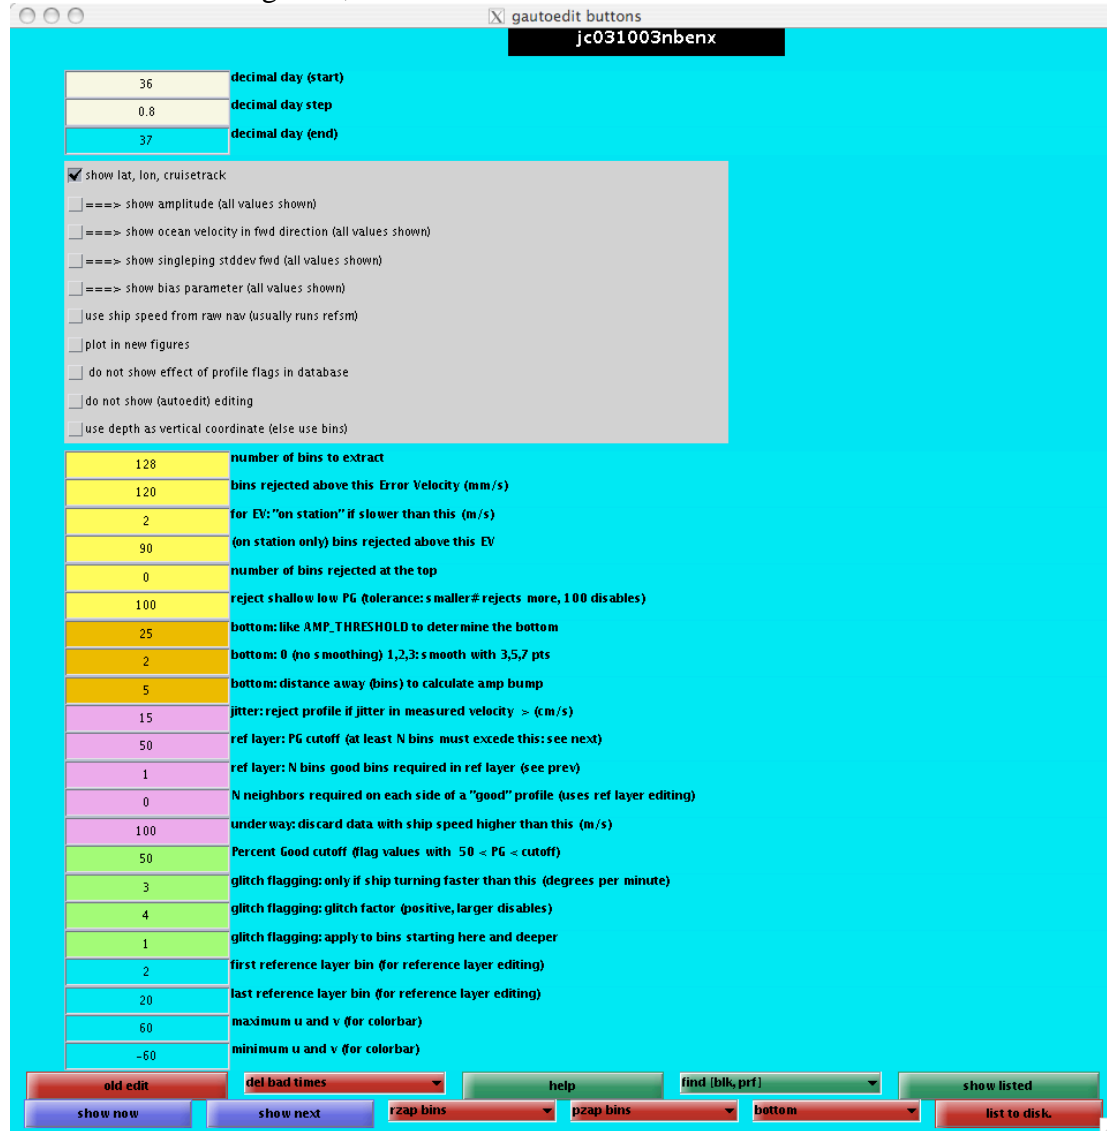 gautoedit buttons
jc031003nbenx
36 decimal day (start)
0.8 decimal day step
37 decimal day (end)
show lat, lon, cruisetrack
===> show amplitude (all values shown)
===> show ocean velocity in fwd direction (all values shown)
===> show singleping stddev fwd (all values shown)
===> show bias parameter (all values shown)
use ship speed from raw nav (usually runs refsm)
plot in new figures
do not show effect of profile flags in database
do not show (autoedit) editing
use depth as vertical coordinate (else use bins)
128 number of bins to extract
120 bins rejected above this Error Velocity (mm/s)
2 for EV: "on station" if slower than this (m/s)
90 (on station only) bins rejected above this EV
0 number of bins rejected at the top
100 reject shallow low PG (tolerance: smaller# rejects more, 100 disables)
25 bottom: like AMP_THRESHOLD to determine the bottom
2 bottom: 0 (no smoothing) 1,2,3: smooth with 3,5,7 pts
5 bottom: distance away (bins) to calculate amp bump
15 jitter: reject profile if jitter in measured velocity > (cm/s)
50 ref layer: PG cutoff (at least N bins must excede this: see next)
1 ref layer: N bins good bins required in ref layer (see prev)
0 N neighbors required on each side of a "good" profile (uses ref layer editing)
100 underway: discard data with ship speed higher than this (m/s)
50 Percent Good cutoff (flag values with 50 < PG < cutoff)
3 glitch flagging: only if ship turning faster than this (degrees per minute)
4 glitch flagging: glitch factor (positive, larger disables)
1 glitch flagging: apply to bins starting here and deeper
2 first reference layer bin (for reference layer editing)
20 last reference layer bin (for reference layer editing)
60 maximum u and v (for colorbar)
-60 minimum u and v (for colorbar)
old edit del bad times help find [blk, prf] show listed
show now show next rzap bins pzap bins bottom list to disk.